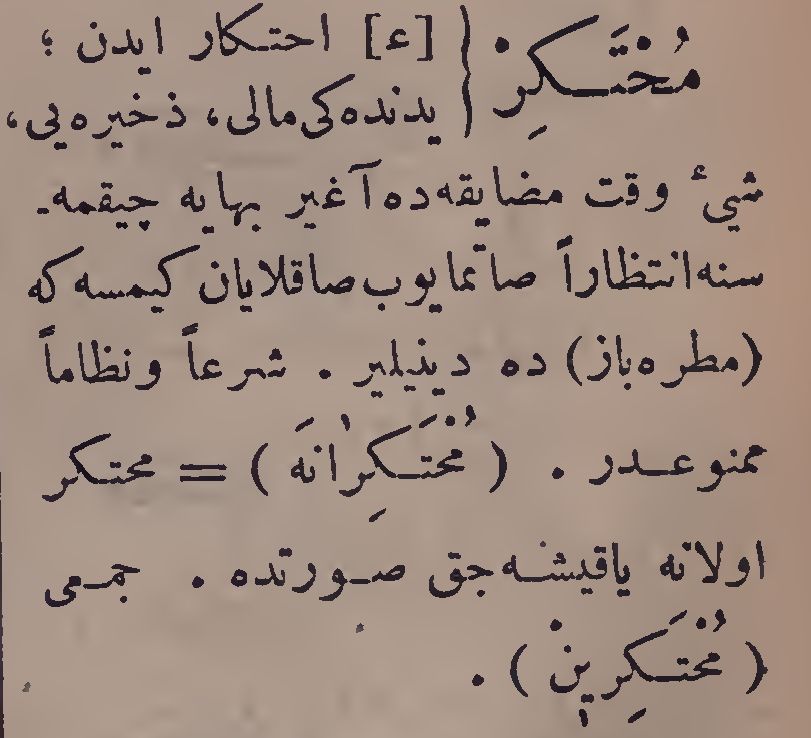 مُحْتَكِرْ { [ع] احتكار ايدن ؛
يدنده‌كی مالی، ذخيره‌يی،
شيئ وقت مضايقه‌ده آغير بهايه چيقمه‌ـ
سنه انتظاراً صاتمايوب صاقلايان كيمسه كه
(مطره‌باز) ده دينيلير . شرعاً ونظاماً
ممنوعدر . ( مُحْتَكِرانَه ) = محتكر
اولانه ياقيشه‌جق صورتده . جمعی
( مُحْتَكِرِينْ ) .